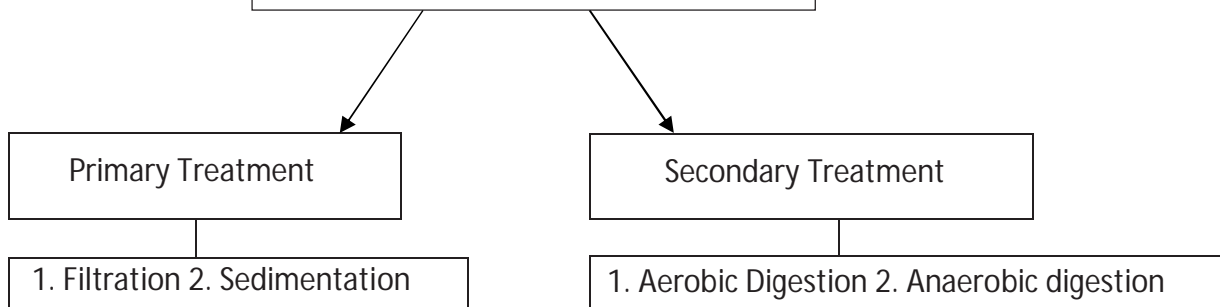 Primary Treatment
Secondary Treatment
1. Filtration 2. Sedimentation
1. Aerobic Digestion 2. Anaerobic digestion